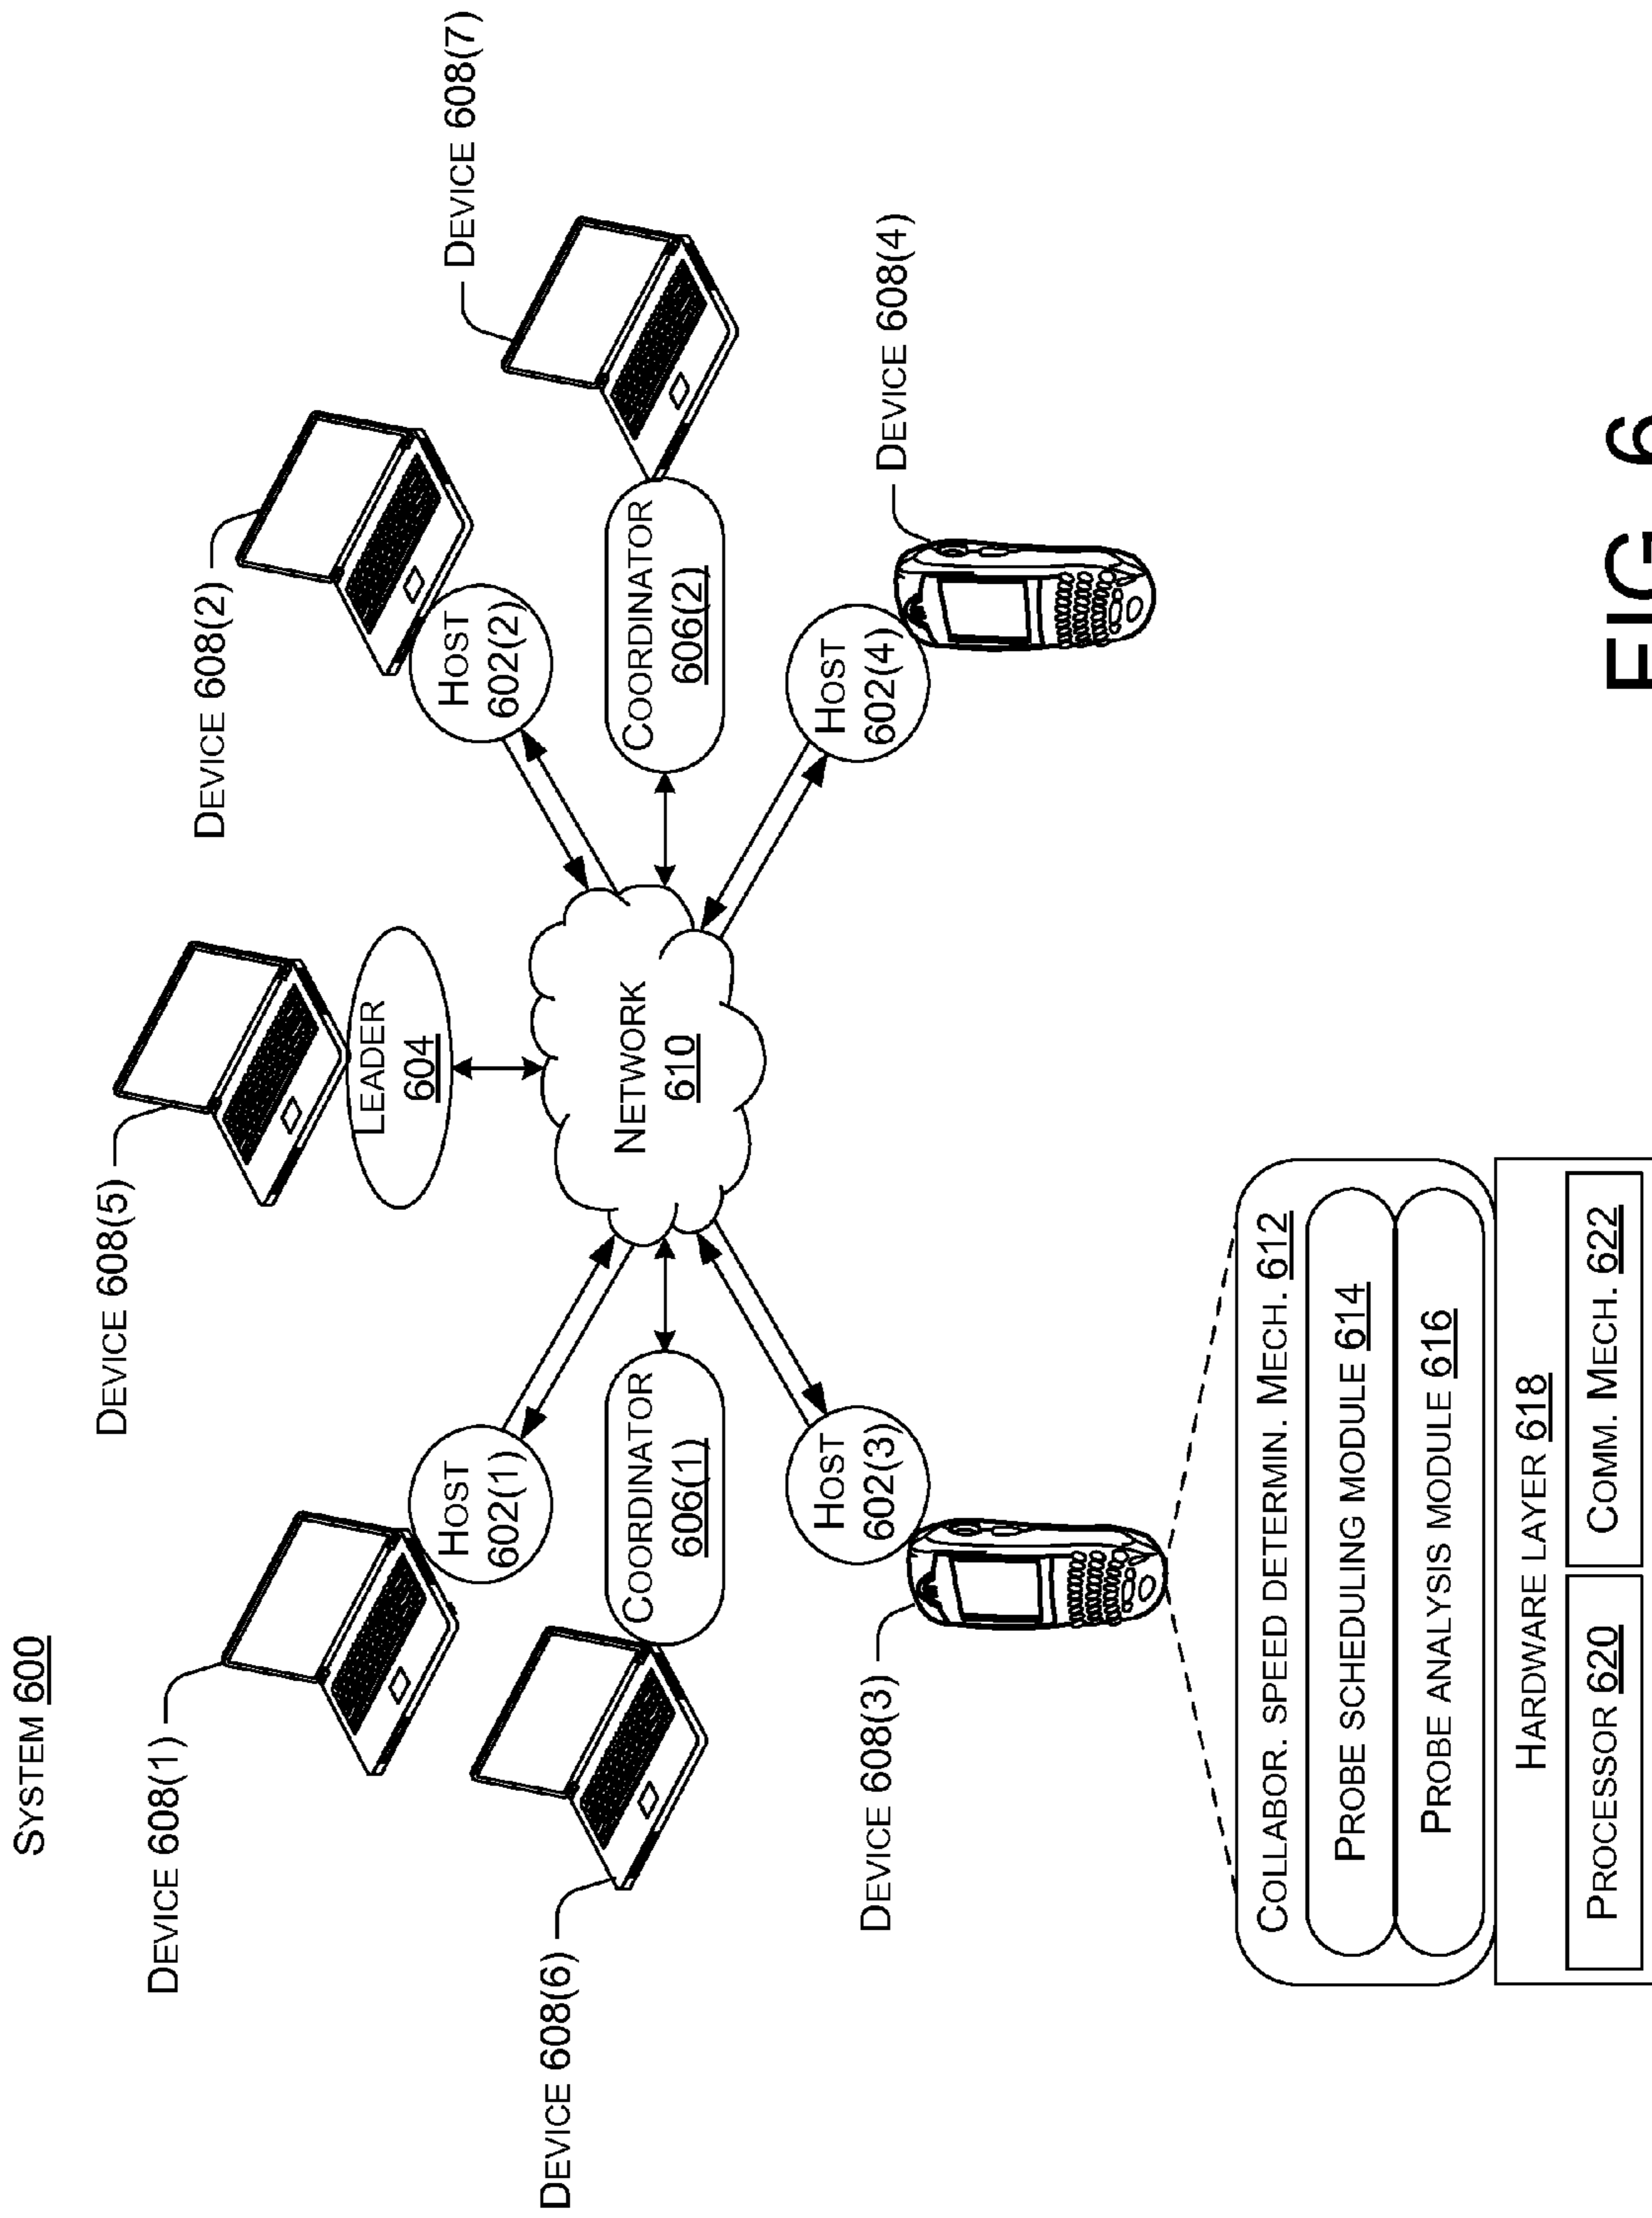 SYSTEM 600
DEVICE 608(5)
DEVICE 608(1)
DEVICE 608(2)
LEADER
604
DEVICE 608(7)
HOST
602(1)
HOST
602(2)
DEVICE 608(6)
COORDINATOR
606(1)
NETWORK
610
COORDINATOR
606(2)
HOST
602(3)
HOST
602(4)
DEVICE 608(3)
DEVICE 608(4)
COLLABOR. SPEED DETERMIN. MECH. 612
PROBE SCHEDULING MODULE 614
PROBE ANALYSIS MODULE 616
HARDWARE LAYER 618
PROCESSOR 620
COMM. MECH. 622
FIG. 6